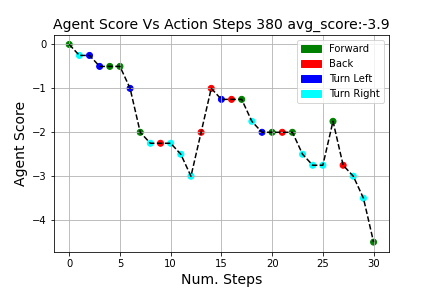 Agent Score Vs Action Steps 380 avg_score:-3.9
Forward
Back
Turn Left
Turn Right
Agent Score
0
−1
−2
−3
−4
0 5 10 15 20 25 30
Num. Steps